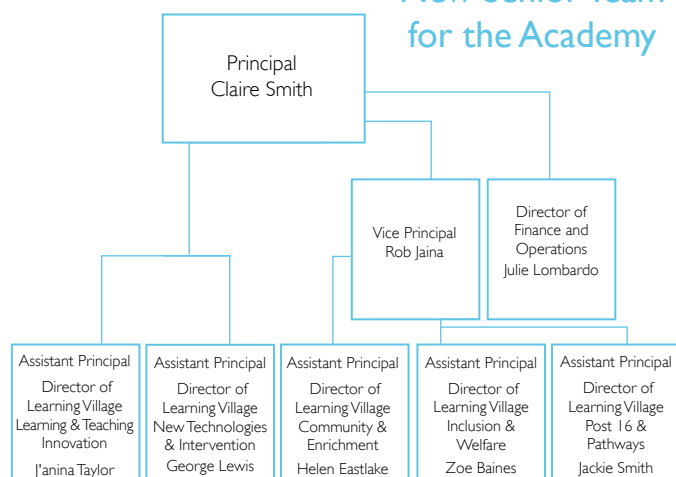 New Senior Team
for the Academy
Principal
Claire Smith
Vice Principal
Rob Jaina
Director of
Finance and
Operations
Julie Lombardo
Assistant Principal
Director of
Learning Village
Learning & Teaching
Innovation
J'anina Taylor
Assistant Principal
Director of
Learning Village
New Technologies
& Intervention
George Lewis
Assistant Principal
Director of
Learning Village
Community &
Enrichment
Helen Eastlake
Assistant Principal
Director of
Learning Village
Inclusion &
Welfare
Zoe Baines
Assistant Principal
Director of
Learning Village
Post 16 &
Pathways
Jackie Smith